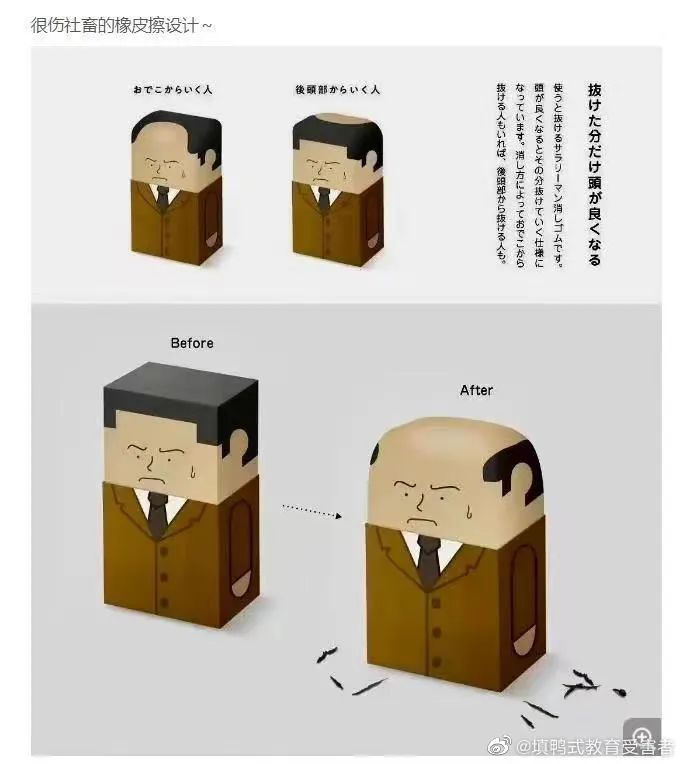 很伤社畜的橡皮擦设计~
おでこからいく人
後頭部からいく人
抜けた分だけ頭が良くなる
使うと抜けるサラリーマン消しゴムです。
頭が良くなるとその分抜けていく仕様に
なっています。消し方によっておでこから
抜ける人もいれば、後頭部から抜ける人も。
Before
After
@填鸭式教育受害者